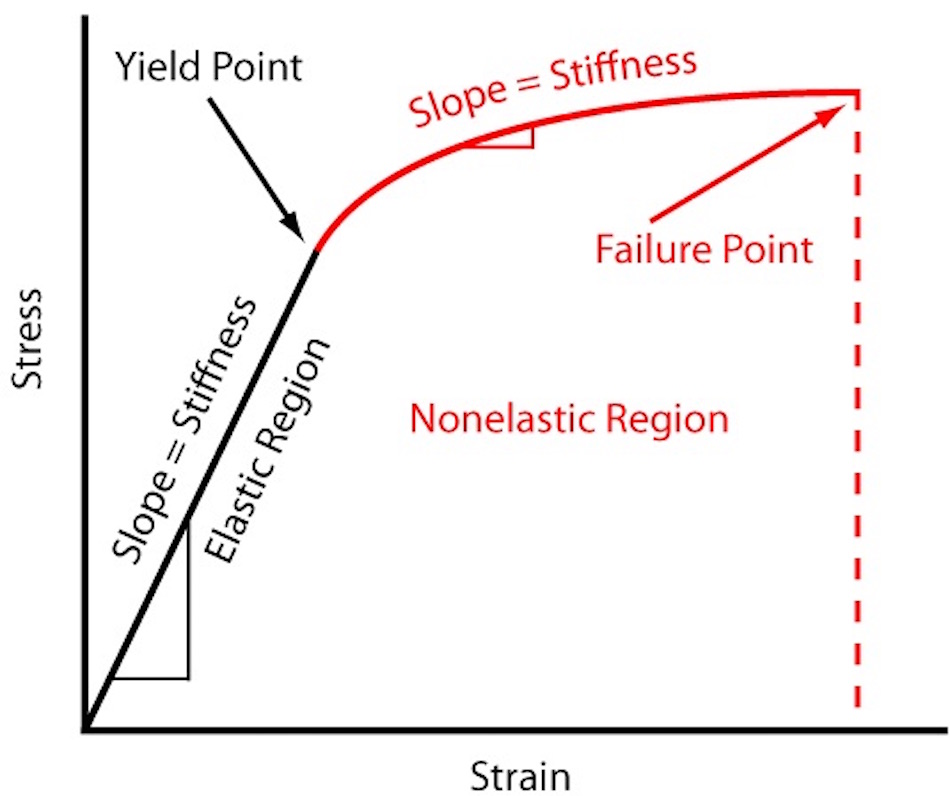 Yield Point
Slope = Stiffness
Failure Point
Stress
Slope = Stiffness
Elastic Region
Nonelastic Region
Strain